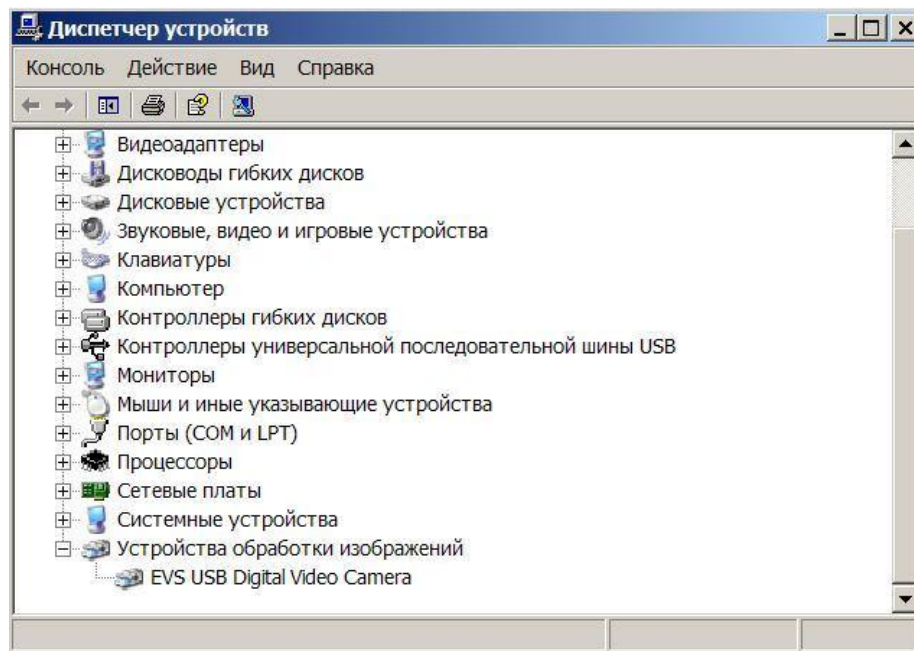 Диспетчер устройств
Консоль Действие Вид Справка
Видеоадаптеры
Дисководы гибких дисков
Дисковые устройства
Звуковые, видео и игровые устройства
Клавиатуры
Компьютер
Контроллеры гибких дисков
Контроллеры универсальной последовательной шины USB
Мониторы
Мыши и иные указывающие устройства
Порты (COM и LPT)
Процессоры
Сетевые платы
Системные устройства
Устройства обработки изображений
EVS USB Digital Video Camera